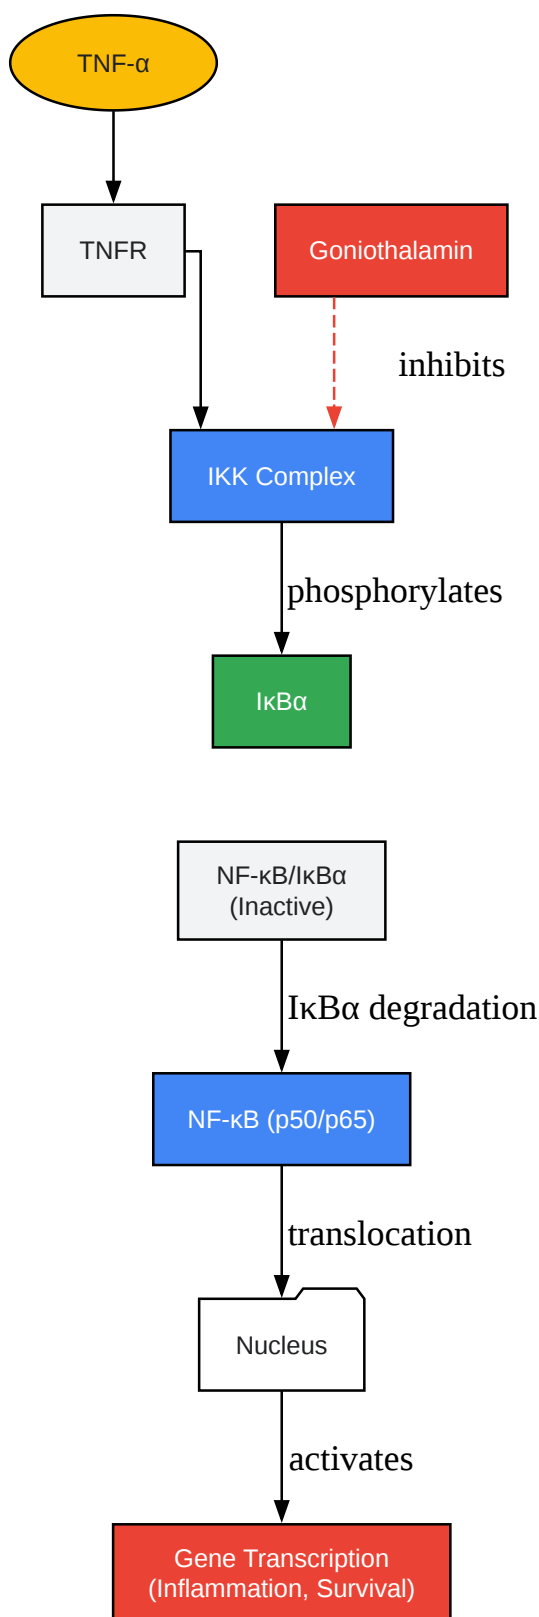 TNF-α
TNFR
Goniothalamin
inhibits
IKK Complex
phosphorylates
IκBα
NF-κB/IκBα
(Inactive)
IκBα degradation
NF-κB (p50/p65)
translocation
Nucleus
activates
Gene Transcription
(Inflammation, Survival)